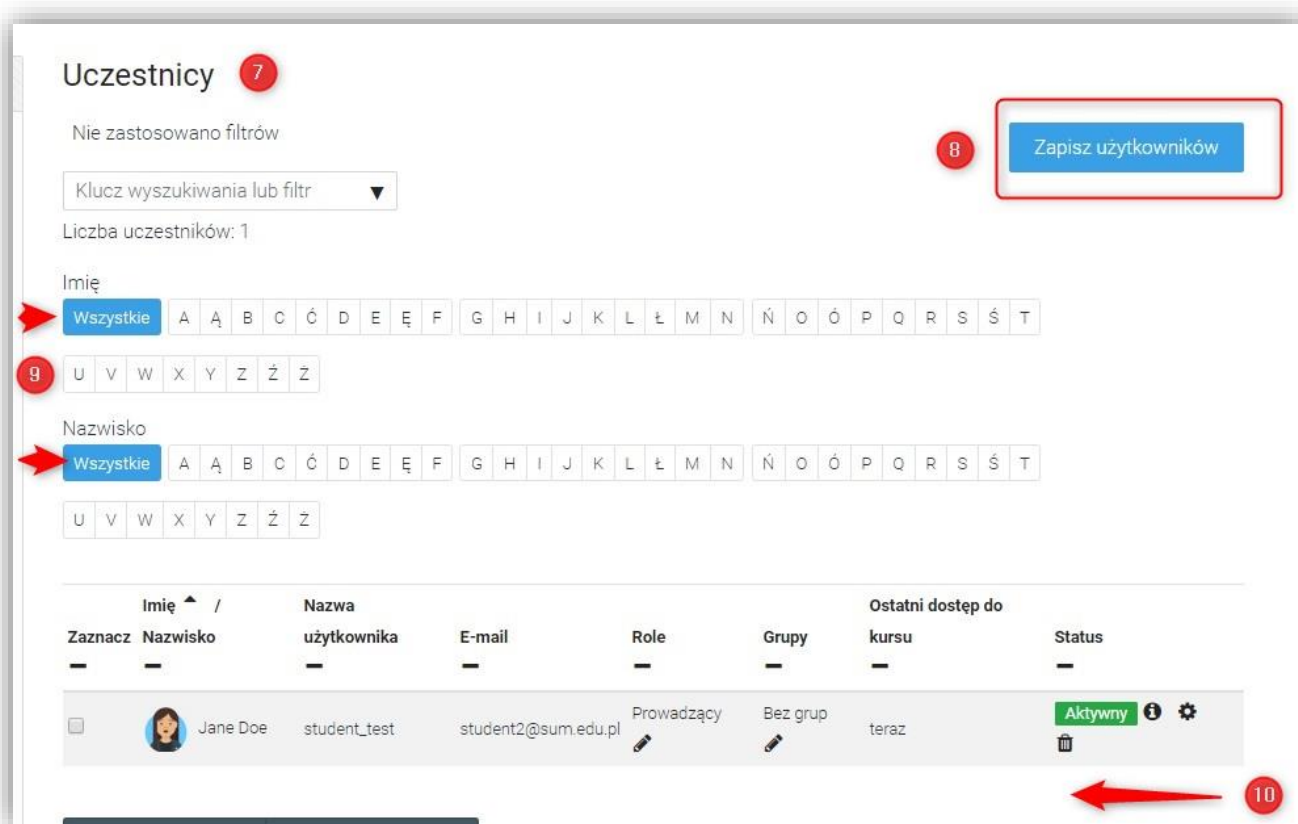 Uczestnicy 7
Nie zastosowano filtrów
8 Zapisz użytkowników
Klucz wyszukiwania lub filtr
Liczba uczestników: 1
Imię
Wszystkie A Ą B C Ć D E Ę F G H I J K L Ł M N Ń O Ó P Q R S Ś T
9 U V W X Y Z Ź Ż
Nazwisko
Wszystkie A Ą B C Ć D E Ę F G H I J K L Ł M N Ń O Ó P Q R S Ś T
U V W X Y Z Ź Ż
Imię / Nazwa Ostatni dostęp do
Zaznacz Nazwisko użytkownika E-mail Role Grupy kursu Status
Jane Doe student_test student2@sum.edu.pl Prowadzący Bez grup teraz Aktywny
10